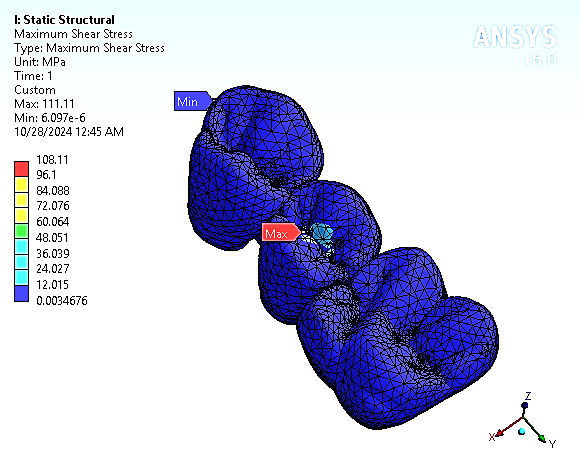 I: Static Structural
Maximum Shear Stress
Type: Maximum Shear Stress
Unit: MPa
Time: 1
Custom
Max: 111.11
Min: 6.097e-6
10/28/2024 12:45 AM
ANSYS
16.0
108.11
96.1
84.088
72.076
60.064
48.051
36.039
24.027
12.015
0.0034676
Min
Max
Z
X
Y